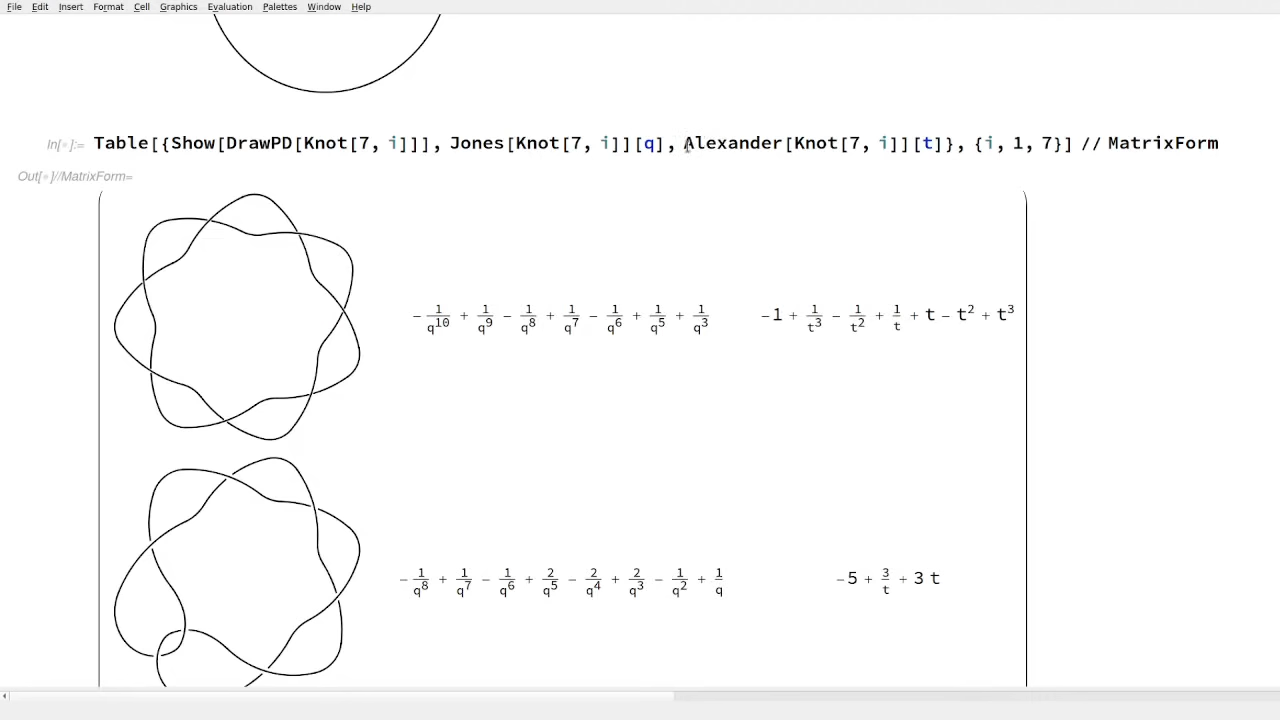 File Edit Insert Format Cell Graphics Evaluation Palettes Window Help
In[◦]:= Table[{Show[DrawPD[Knot[7, i]]], Jones[Knot[7, i]][q], Alexander[Knot[7, i]][t]}, {i, 1, 7}] // MatrixForm
Out[◦]//MatrixForm=
-1/q^10 + 1/q^9 - 1/q^8 + 1/q^7 - 1/q^6 + 1/q^5 + 1/q^3 -1 + 1/t^3 - 1/t^2 + 1/t + t - t^2 + t^3
-1/q^8 + 1/q^7 - 1/q^6 + 2/q^5 - 2/q^4 + 2/q^3 - 1/q^2 + 1/q -5 + 3/t + 3 t